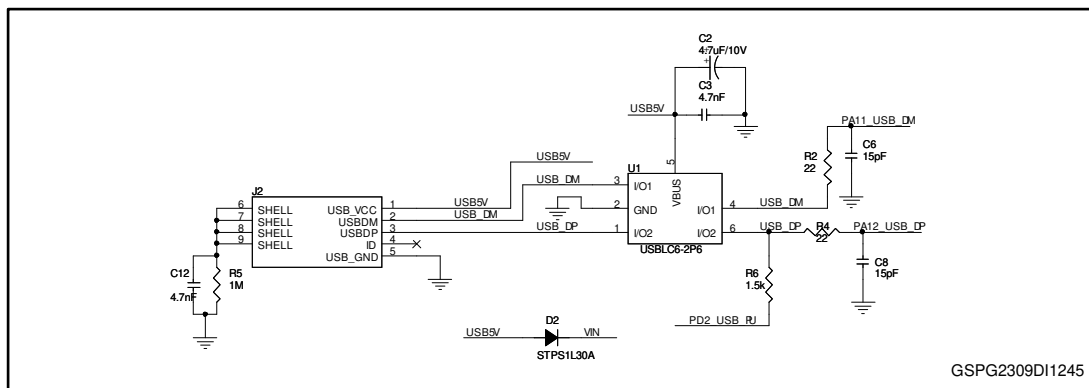 C2
4.7uF/10V
+
C3
4.7nF
USB5V
PA11_USB_DM
C6
15pF
R2
22
5
VBUS
U1
USB5V
USB_DM
3
I/O1
2
GND
1
I/O2
I/O1
4
USB_DM
I/O2
6
USB_DP
USBLC6-2P6
R4
22
PA12_USB_DP
C8
15pF
R6
1.5k
PD2_USB_PU
J2
6
SHELL
7
SHELL
8
SHELL
9
SHELL
USB_VCC
1
USB5V
USBDM
2
USB_DM
USBDP
3
USB_DP
ID
4
USB_GND
5
C12
4.7nF
R5
1M
USB5V
D2
VIN
STPS1L30A
GSPG2309DI1245